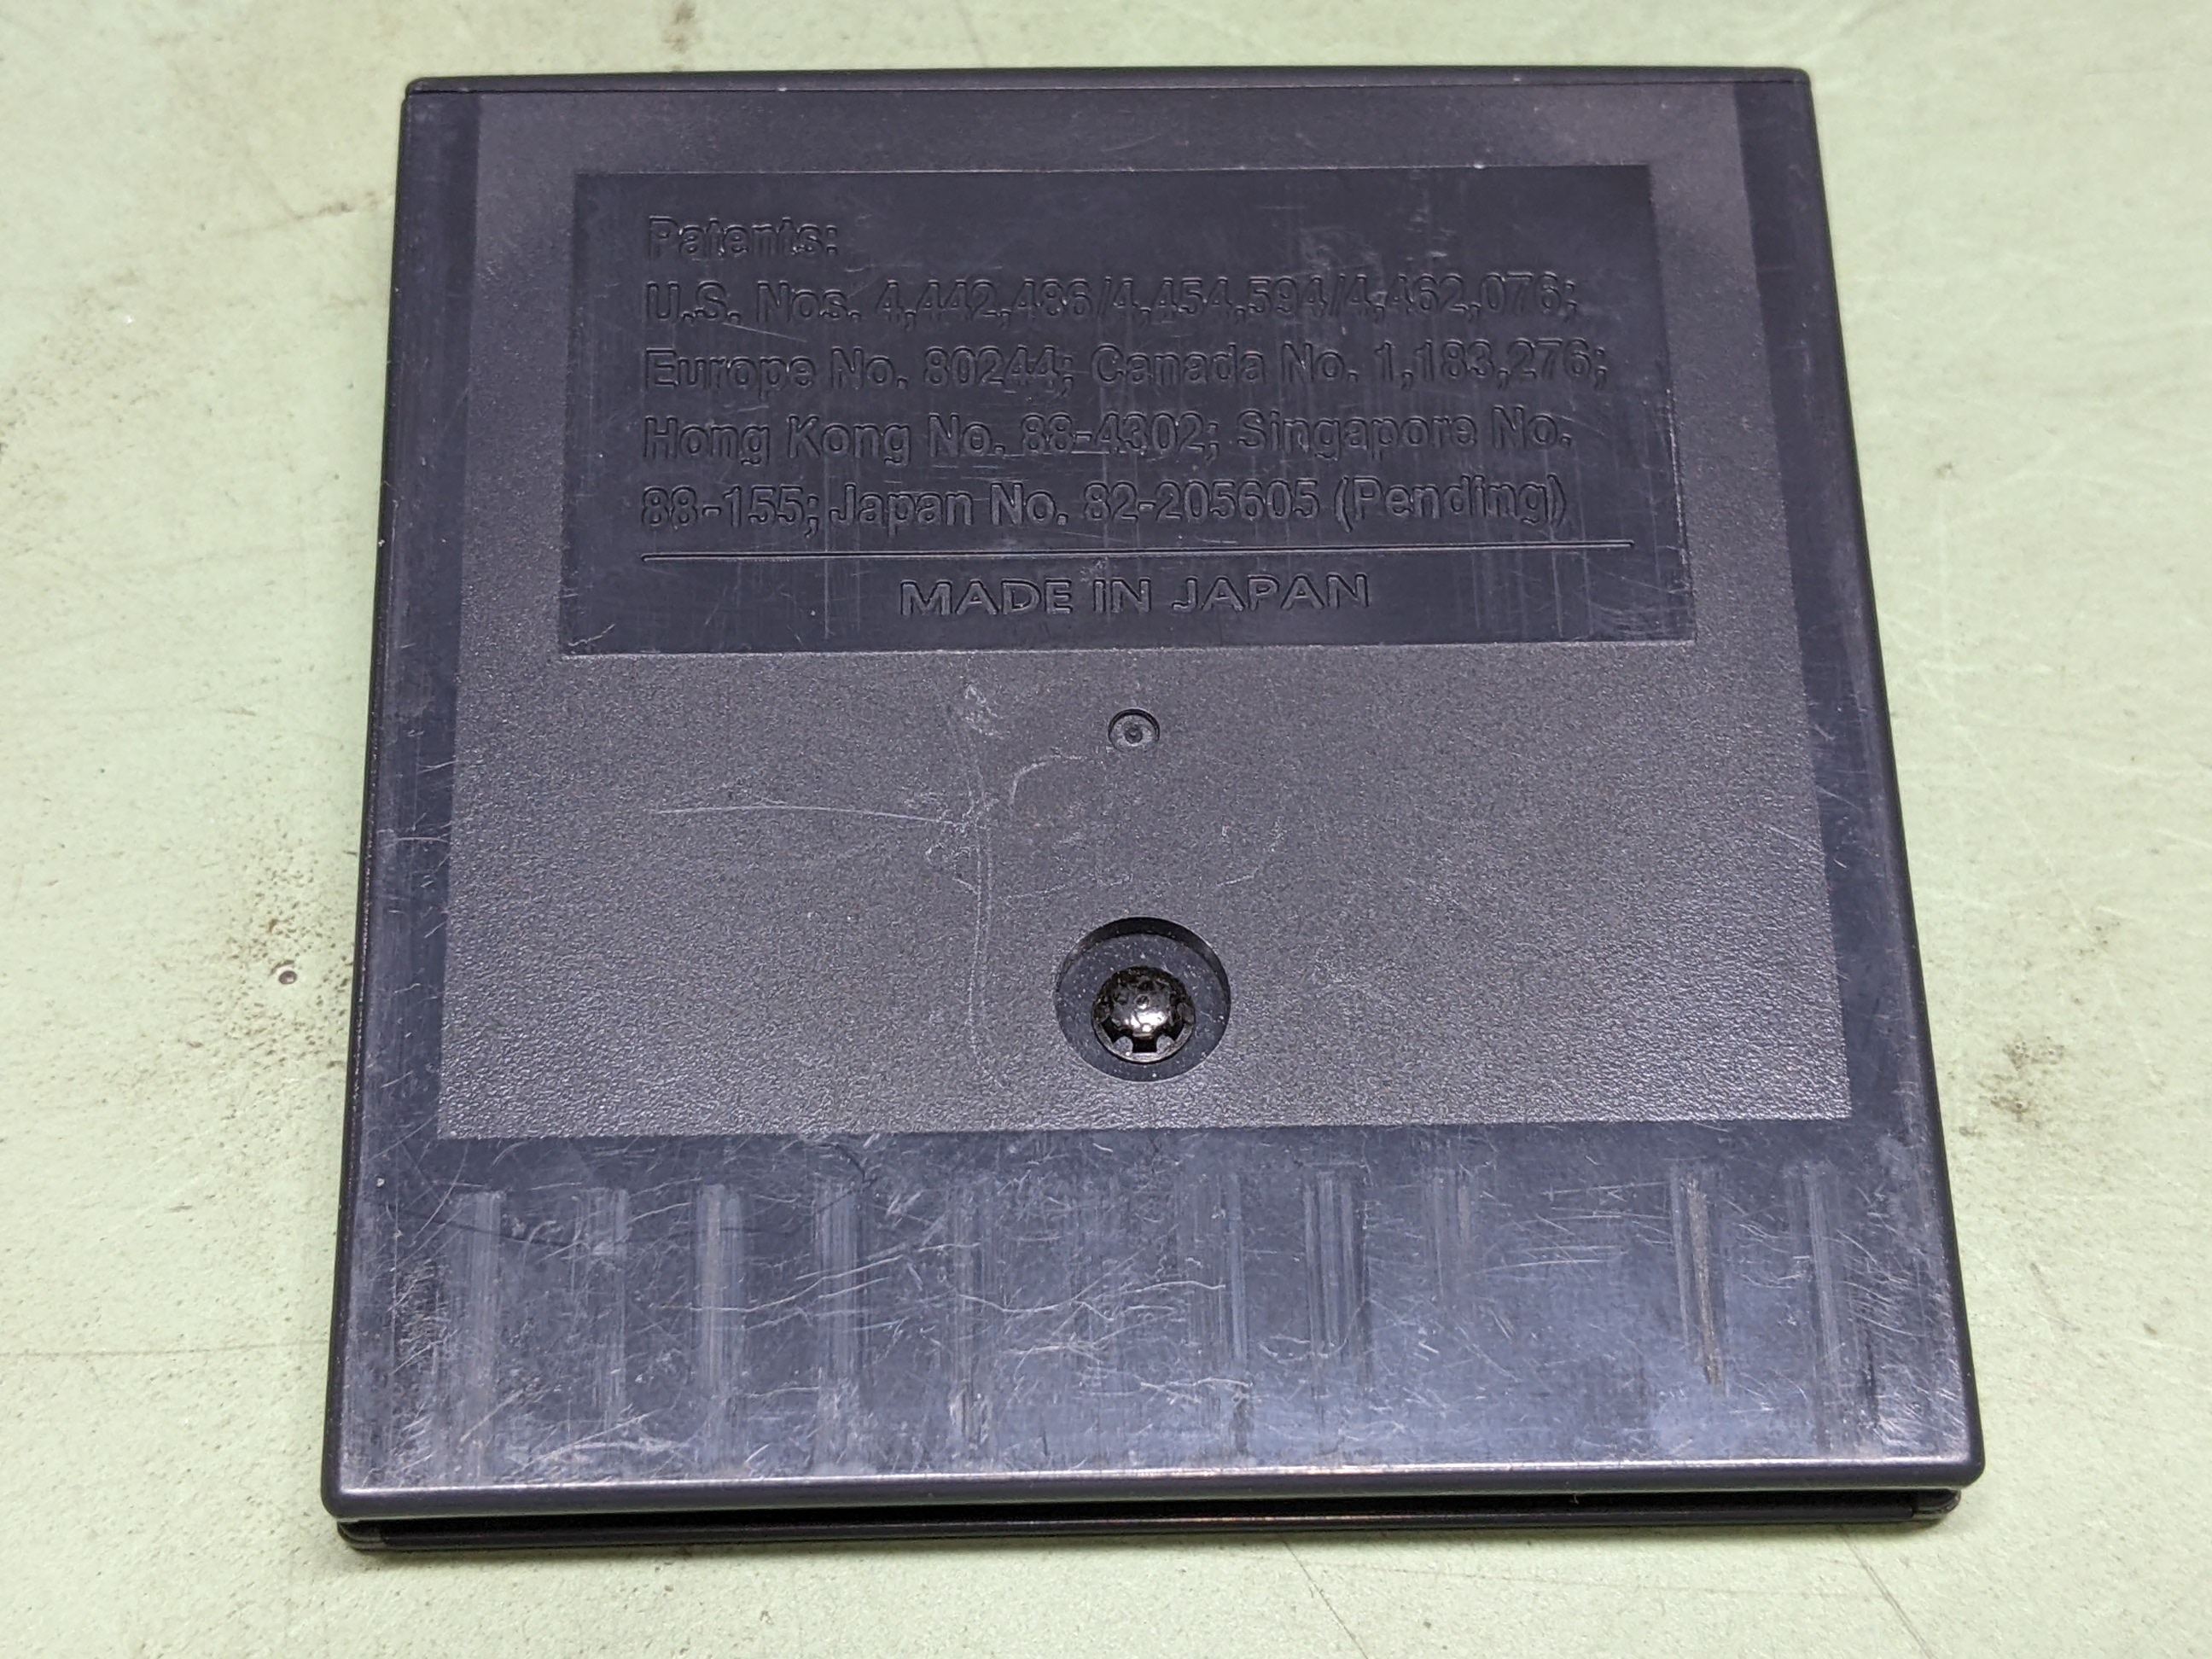 Patents:
U.S. Nos. 4,442,486/4,454,594/4,462,076;
Europe No. 80244; Canada No. 1,183,276;
Hong Kong No. 88-4302; Singapore No.
88-155; Japan No. 82-205605 (Pending)
MADE IN JAPAN